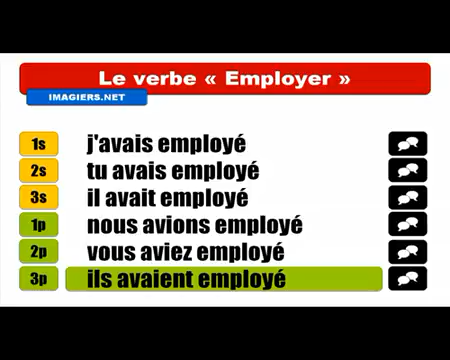 Le verbe « Employer »
IMAGIERS.NET
1s j'avais employé
2s tu avais employé
3s il avait employé
1p nous avions employé
2p vous aviez employé
3p ils avaient employé